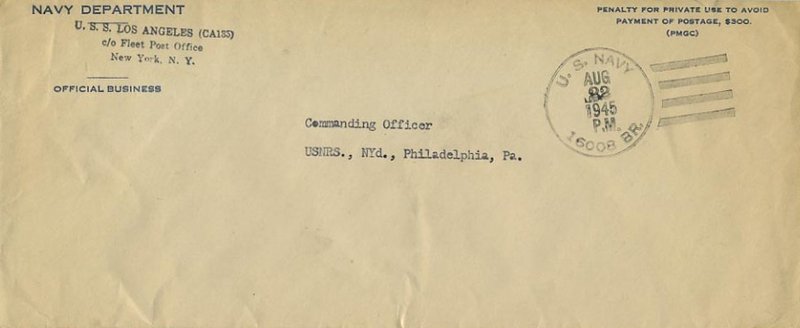 NAVY DEPARTMENT
U. S. S. LOS ANGELES (CA135)
c/o Fleet Post Office
New York, N. Y.
OFFICIAL BUSINESS
PENALTY FOR PRIVATE USE TO AVOID
PAYMENT OF POSTAGE, $300.
(PMGC)
U. S. NAVY
AUG
22
1945
P.M.
16008 BR.
Commanding Officer
USNRS., NYd., Philadelphia, Pa.